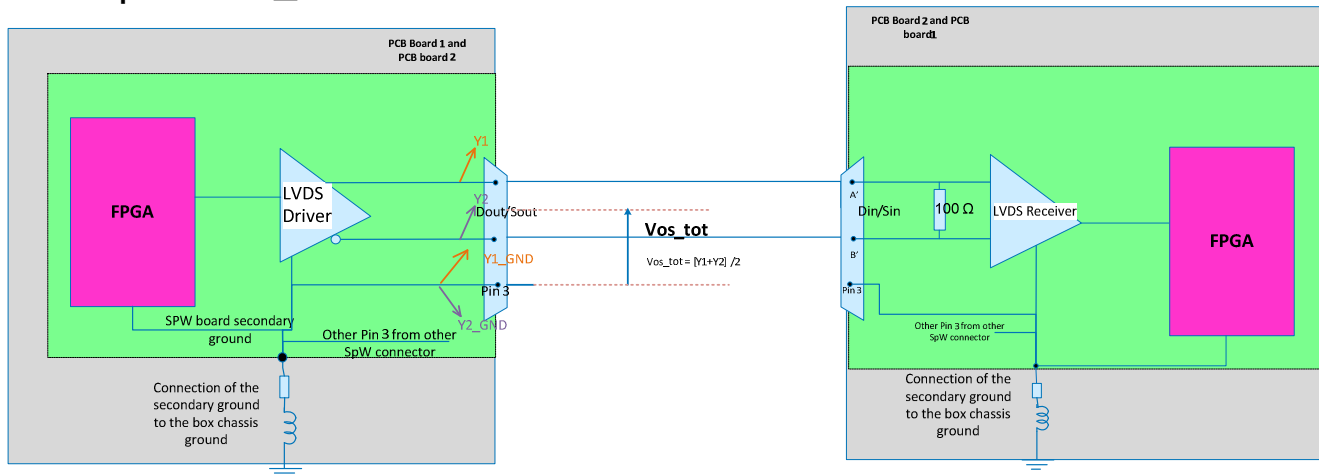 PCB Board 1 and
PCB board 2
FPGA
LVDS
Driver
Y1
Y2
Dout/Sout
Y1_GND
Pin 3
Y2_GND
SPW board secondary
ground
Other Pin 3 from other
SpW connector
Connection of the
secondary ground
to the box chassis
ground
Vos_tot
Vos_tot = [Y1+Y2] /2
PCB Board 2 and PCB
board1
A'
Din/Sin
100 Ω
LVDS Receiver
B'
Pin 3
FPGA
Other Pin 3 from other
SpW connector
Connection of the
secondary ground
to the box chassis
ground